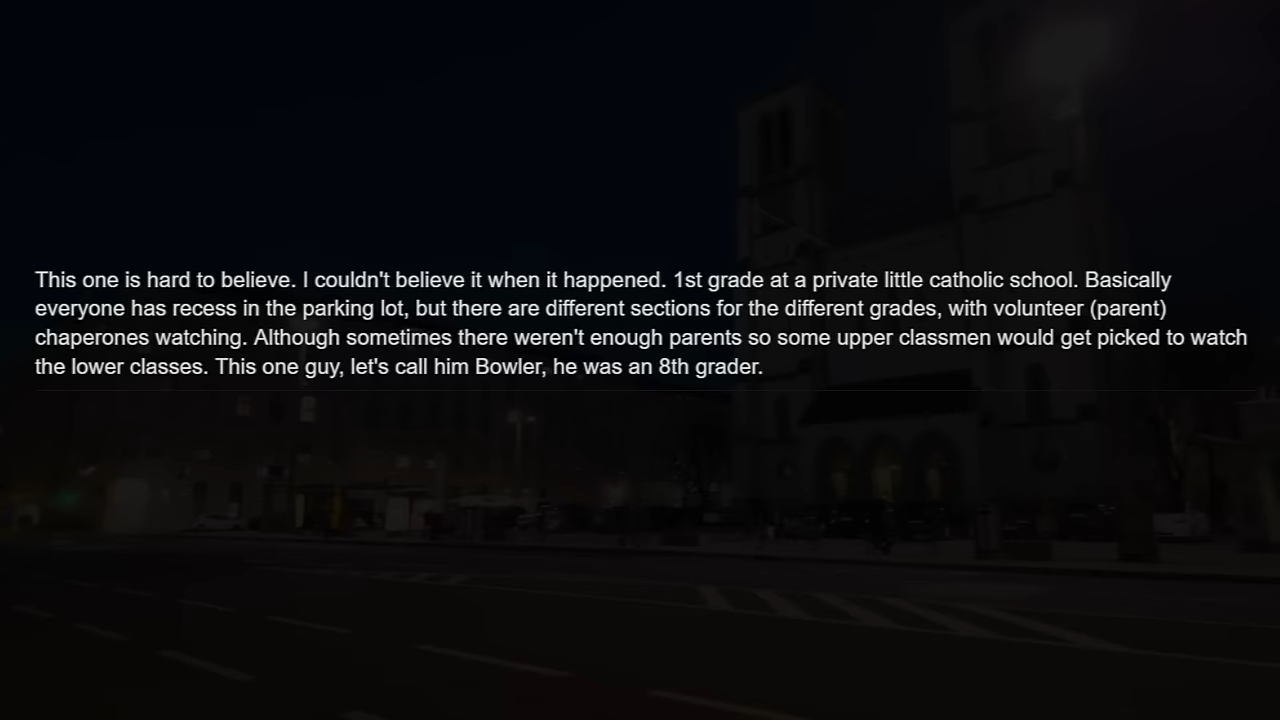 This one is hard to believe. I couldn't believe it when it happened. 1st grade at a private little catholic school. Basically
everyone has recess in the parking lot, but there are different sections for the different grades, with volunteer (parent)
chaperones watching. Although sometimes there weren't enough parents so some upper classmen would get picked to watch
the lower classes. This one guy, let's call him Bowler, he was an 8th grader.